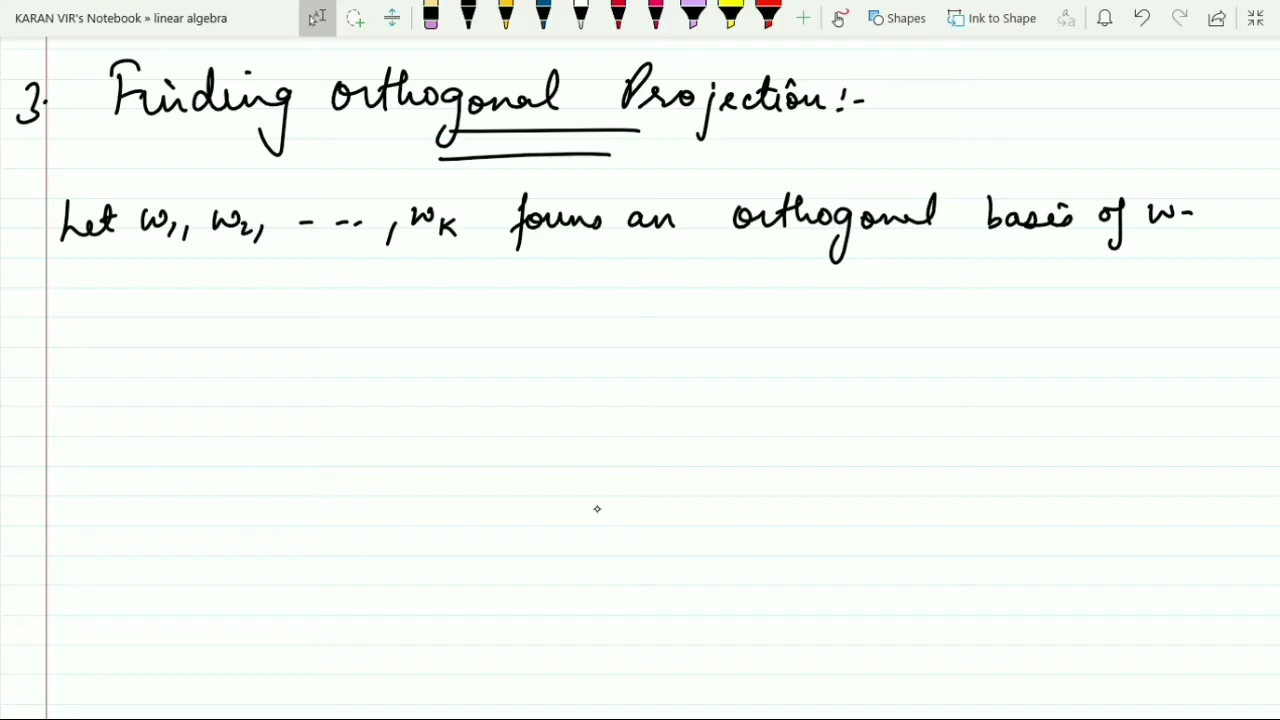 KARAN VIR's Notebook » linear algebra Shapes Ink to Shape
3. Finding orthogonal Projection :-
Let w1, w2, - - -, wK forms an orthogonal basis of w-